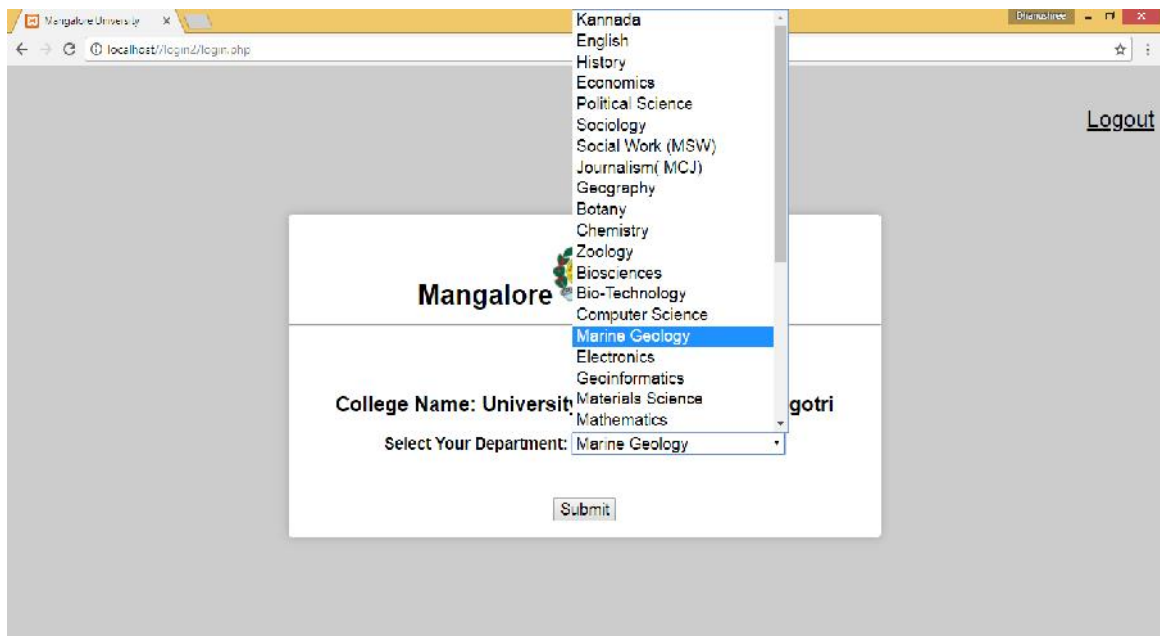 Mangalore University
Dhanushree
localhost//login2/login.php
Logout
Kannada
English
History
Economics
Political Science
Sociology
Social Work (MSW)
Journalism( MCJ)
Geography
Botany
Chemistry
Zoology
Biosciences
Bio-Technology
Computer Science
Marine Geology
Electronics
Geoinformatics
Materials Science
Mathematics
Mangalore
College Name: University gotri
Select Your Department: Marine Geology
Submit